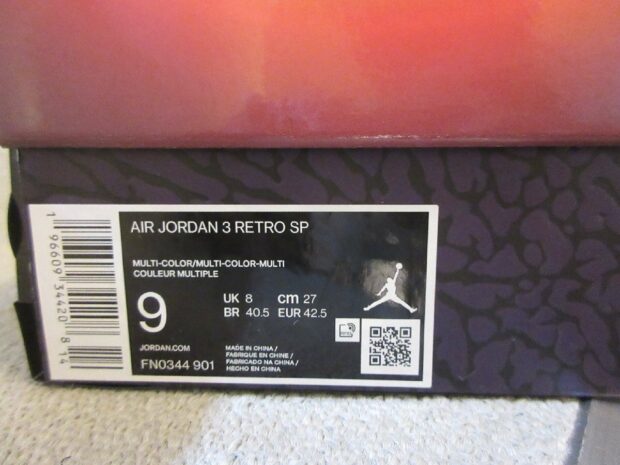 AIR JORDAN 3 RETRO SP
MULTI-COLOR/MULTI-COLOR-MULTI
COULEUR MULTIPLE
9
UK 8 cm 27
BR 40.5 EUR 42.5
JORDAN.COM
FN0344 901
MADE IN CHINA /
FABRIQUE EN CHINE /
FABRICADO NA CHINA /
HECHO EN CHINA
1 96609 34420 8 14